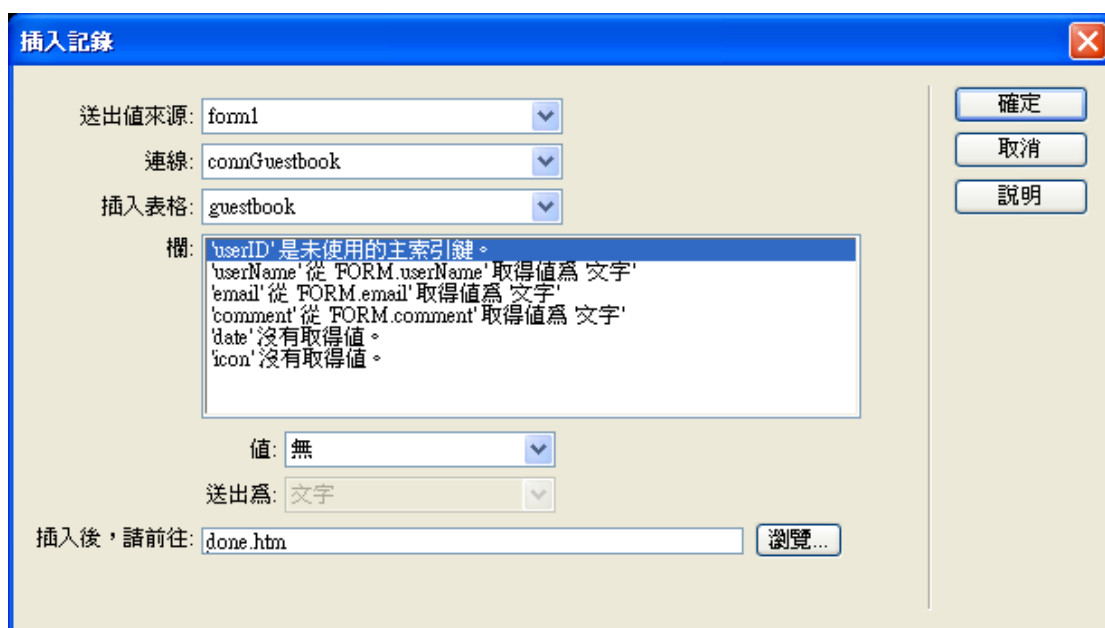 插入記錄
送出值來源: form1
連線: connGuestbook
插入表格: guestbook
欄: 'userID' 是未使用的主索引鍵。
'userName' 從 'FORM.userName' 取得值為 '文字'
'email' 從 'FORM.email' 取得值為 '文字'
'comment' 從 'FORM.comment' 取得值為 '文字'
'date' 沒有取得值。
'icon' 沒有取得值。
值: 無
送出為: 文字
插入後，請前往: done.htm 瀏覽...
確定
取消
說明